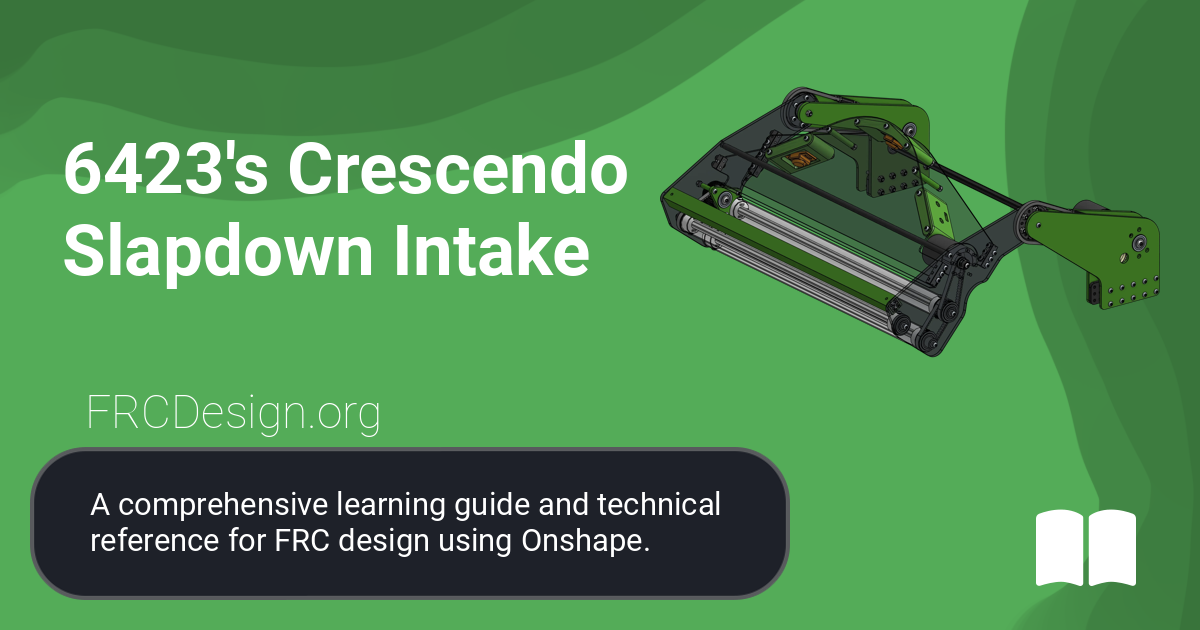 6423's Crescendo
Slapdown Intake
FRCDesign.org
A comprehensive learning guide and technical
reference for FRC design using Onshape.